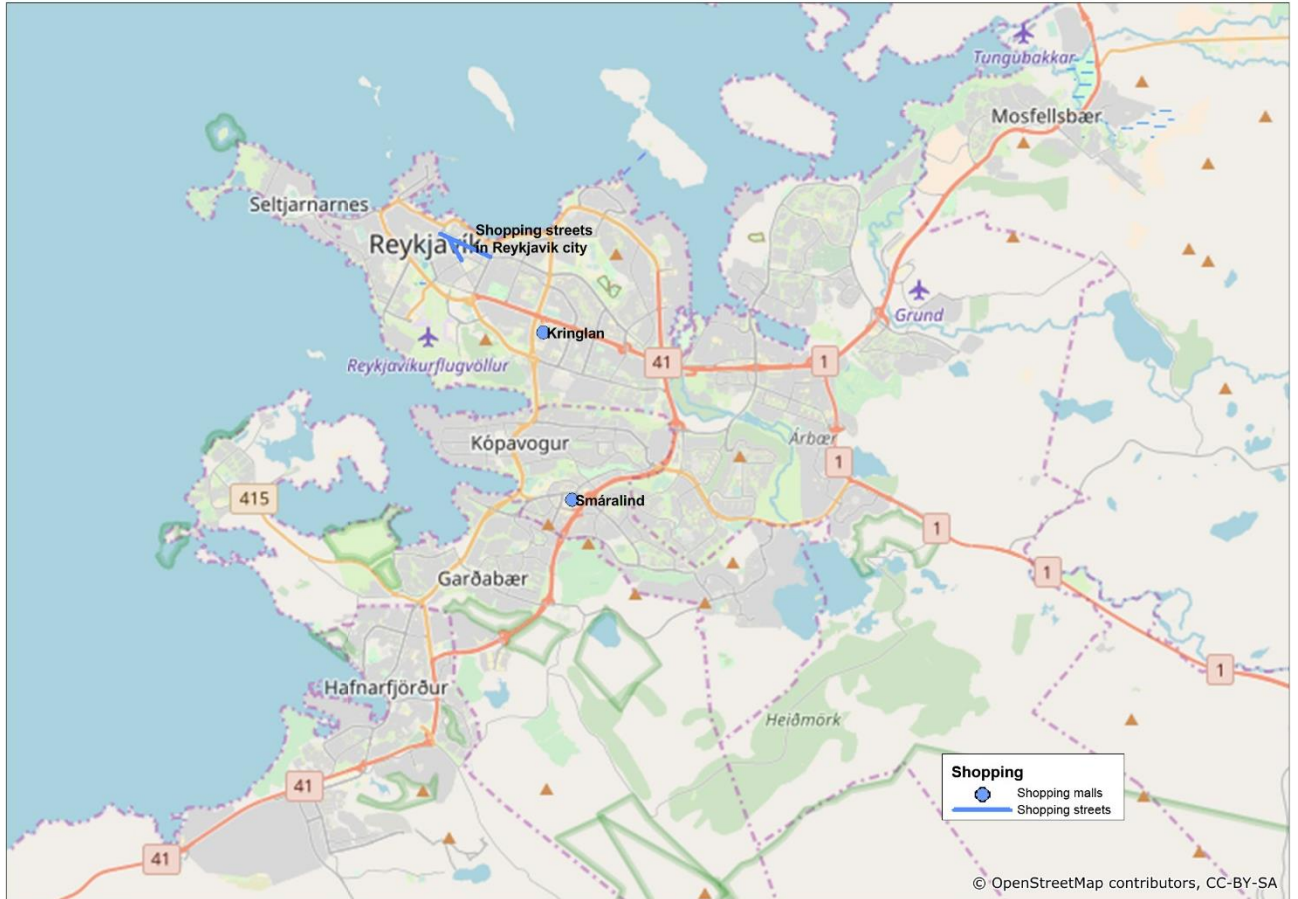 Tungubakkar
Mosfellsbær
Seltjarnarnes
Reykjavík
Shopping streets
in Reykjavik city
Grund
Kringlan
Reykjavíkurflugvöllur
41
1
Kópavogur
Árbær
1
415
Smáralind
1
Garðabær
1
1
Hafnarfjörður
Heiðmörk
41
41
Shopping
Shopping malls
Shopping streets
© OpenStreetMap contributors, CC-BY-SA